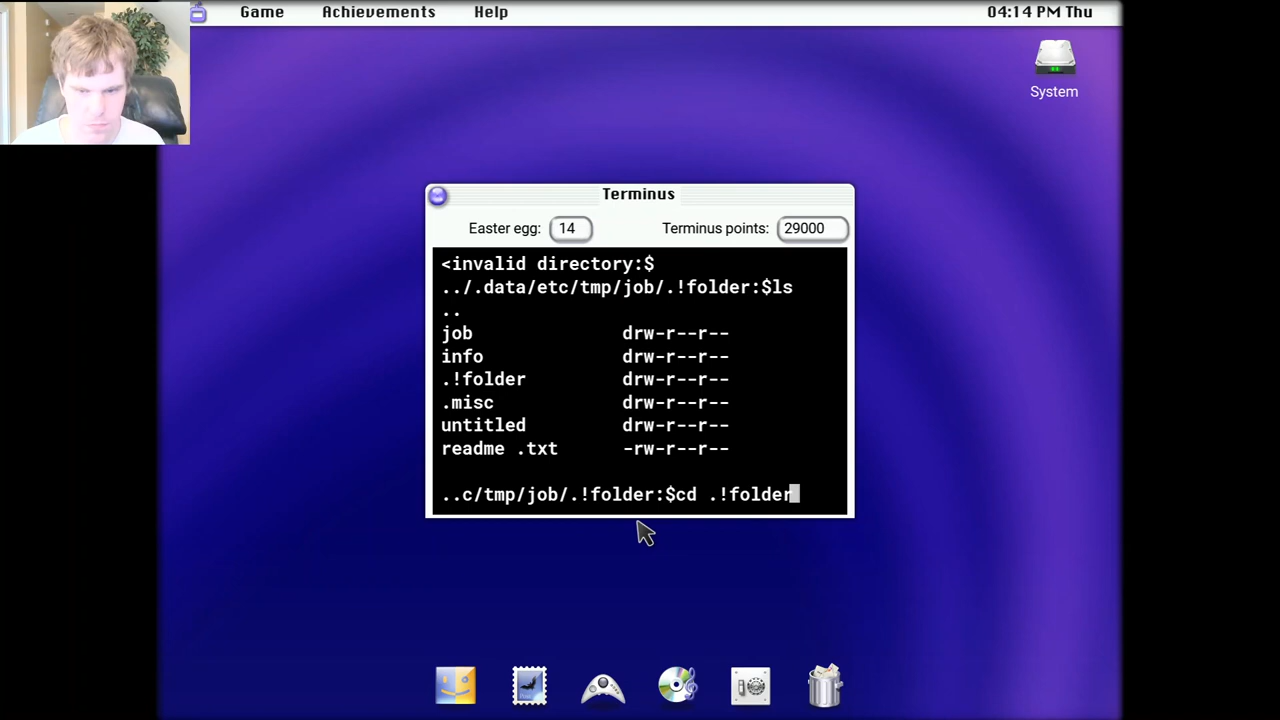 Game Achievements Help 04:14 PM Thu
System
Terminus
Easter egg: 14 Terminus points: 29000
<invalid directory:$
../.data/etc/tmp/job/.!folder:$ls
..
job drw-r--r--
info drw-r--r--
.!folder drw-r--r--
.misc drw-r--r--
untitled drw-r--r--
readme .txt -rw-r--r--
..c/tmp/job/.!folder:$cd .!folder